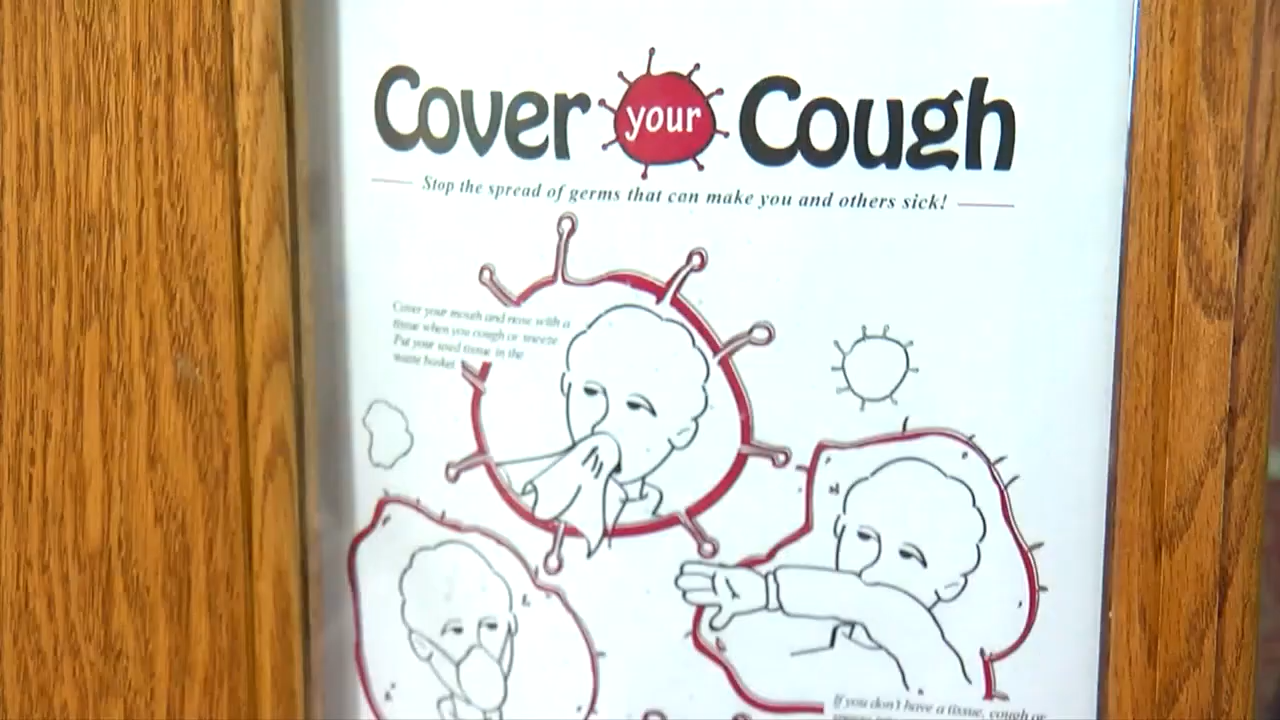 Cover your Cough
Stop the spread of germs that can make you and others sick!
Cover your mouth and nose with a
tissue when you cough or sneeze
Put your used tissue in the
waste basket
If you don't have a tissue, cough or